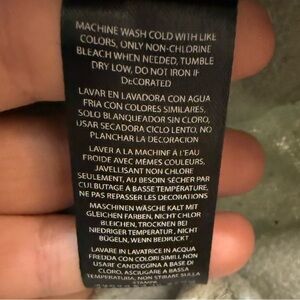 MACHINE WASH COLD WITH LIKE
COLORS, ONLY NON-CHLORINE
BLEACH WHEN NEEDED, TUMBLE
DRY LOW, DO NOT IRON IF
DECORATED
LAVAR EN LAVADORA CON AGUA
FRIA CON COLORES SIMILARES,
SOLO BLANQUEADOR SIN CLORO,
USAR SECADORA CICLO LENTO, NO
PLANCHAR LA DECORACION
LAVER A LA MACHINE À L'EAU
FROIDE AVEC MÊMES COULEURS,
JAVELLISANT NON CHLORE
SEULEMENT, AU BESOIN SÉCHER PAR
CULBUTAGE A BASSE TEMPÉRATURE,
NE PAS REPASSER LES DECORATIONS
MASCHINEN WÄSCHE KALT MIT
GLEICHEN FARBEN, NICHT CHLOR
BLEICHEN, TROCKNEN BEI
NIEDRIGER TEMPERATUR, NICHT
BÜGELN, WENN BEDRUCKT
LAVARE IN LAVATRICE IN ACQUA
FREDDA CON COLORI SIMILI, NON
USARE CANDEGGINA A BASE DI
CLORO, ASCIUGARE A BASSA
TEMPERATURA, NON STIRARE SULLA
STAMPA